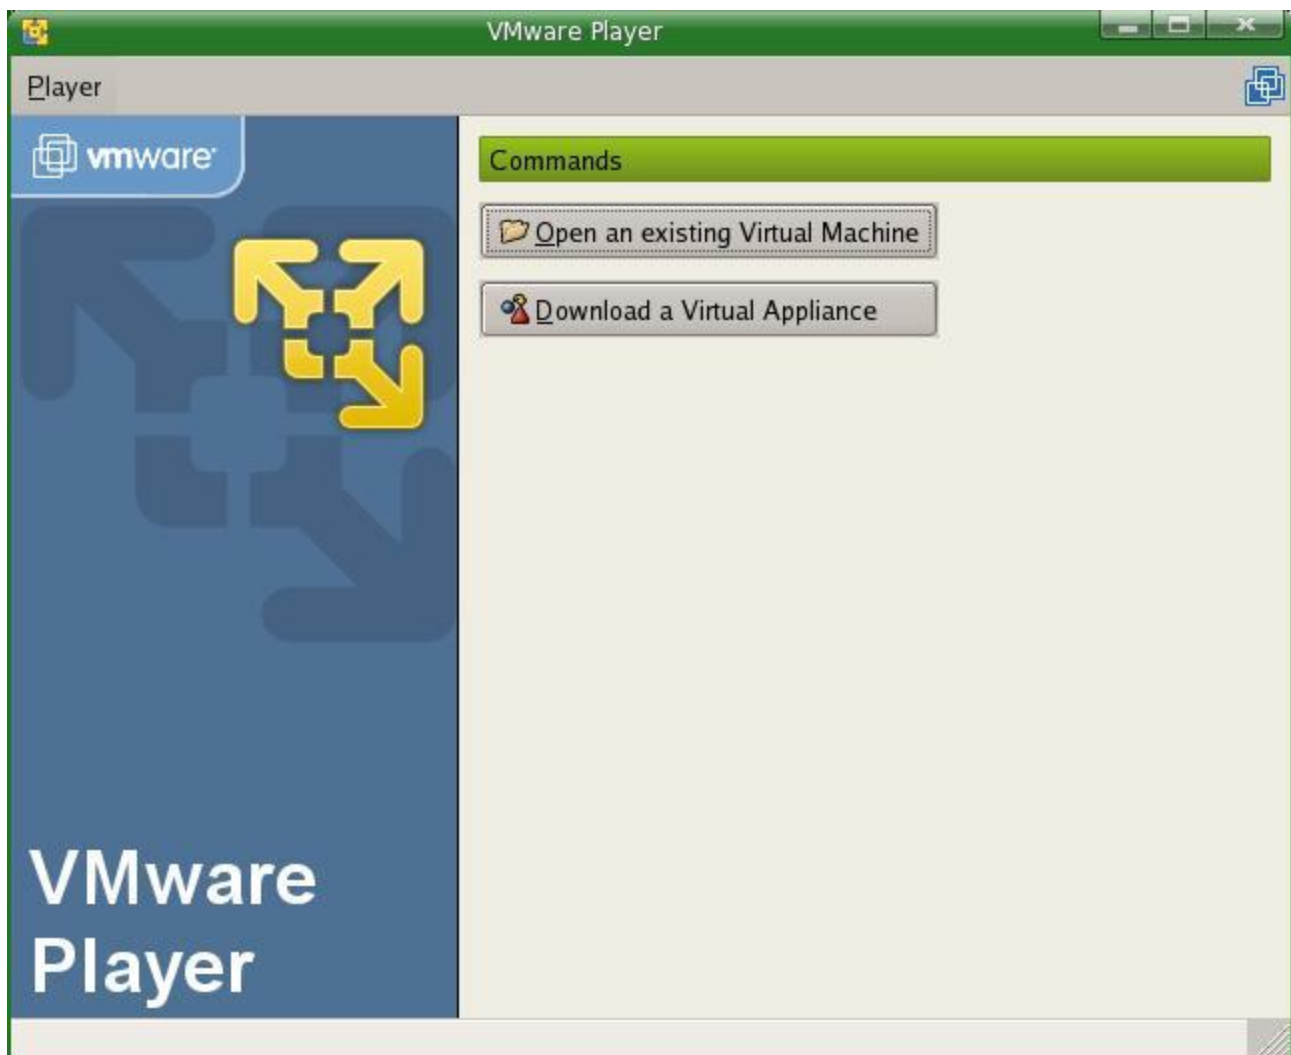 VMware Player
Player
vmware
Commands
Open an existing Virtual Machine
Download a Virtual Appliance
VMware
Player